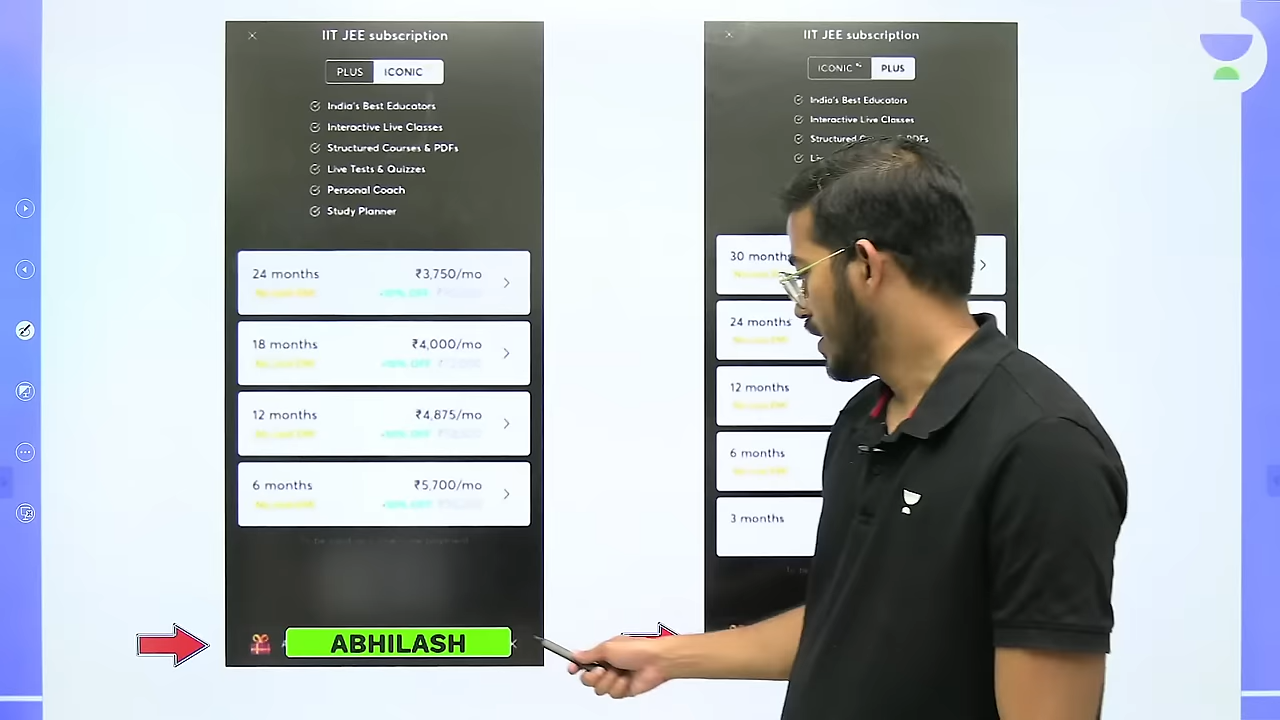 IIT JEE subscription
PLUS ICONIC
India's Best Educators
Interactive Live Classes
Structured Courses & PDFs
Live Tests & Quizzes
Personal Coach
Study Planner
24 months ₹3,750/mo
18 months ₹4,000/mo
12 months ₹4,875/mo
6 months ₹5,700/mo
ABHILASH
IIT JEE subscription
ICONIC PLUS
India's Best Educators
Interactive Live Classes
Structured & PDFs
30 months
24 months
12 months
6 months
3 months